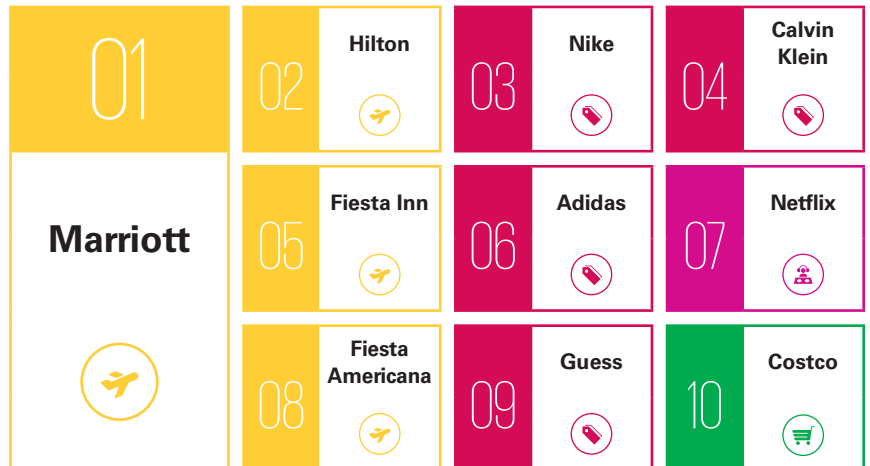 01
Marriott
02
Hilton
03
Nike
04
Calvin
Klein
05
Fiesta Inn
06
Adidas
07
Netflix
08
Fiesta
Americana
09
Guess
10
Costco